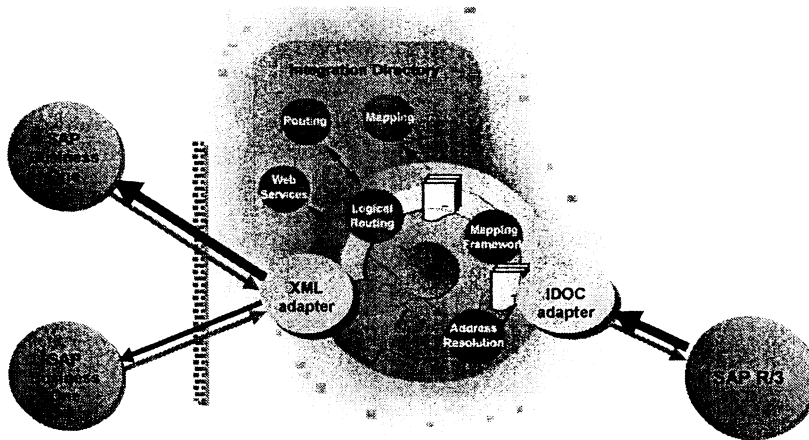 Integration Directory
Routing
Mapping
Web
Services
Logical
Routing
Mapping
Framework
XML
adapter
IDOC
adapter
Address
Resolution
SAP
SAP
SAP R/3